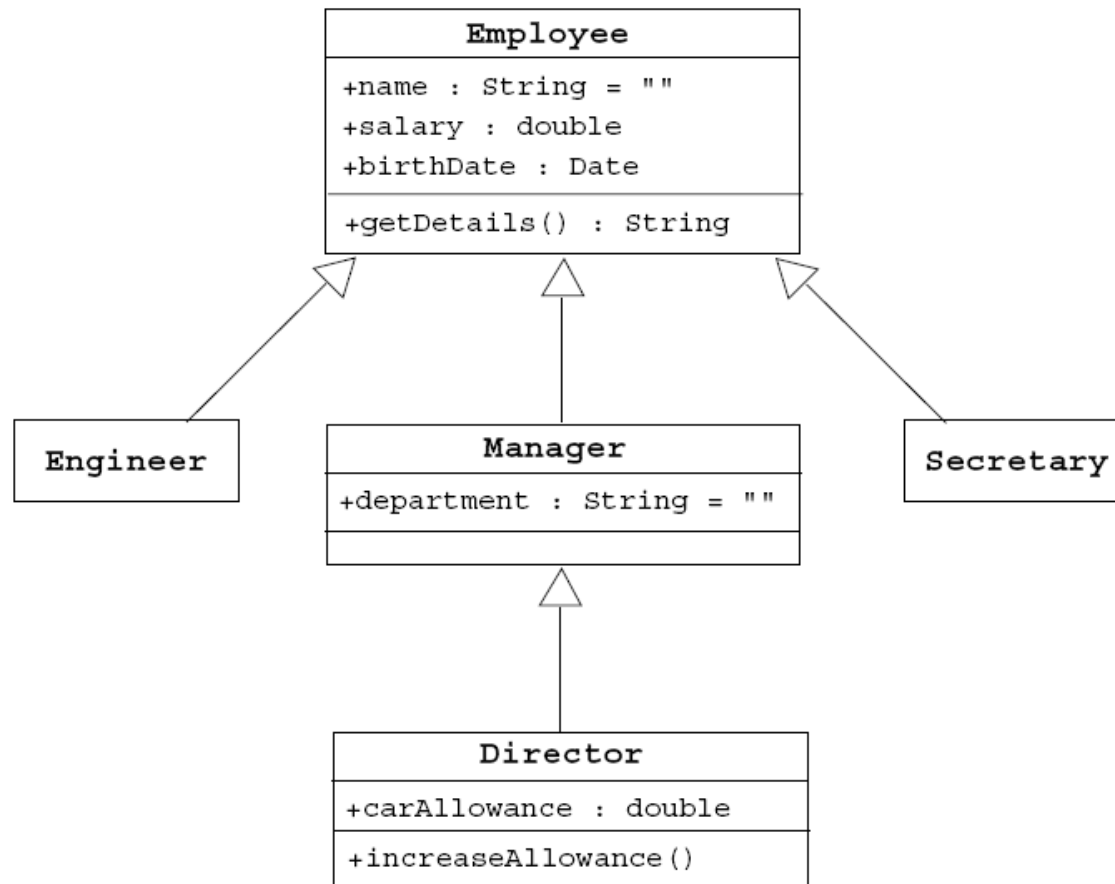 Employee
+name : String = ""
+salary : double
+birthDate : Date
+getDetails() : String
Engineer
Manager
+department : String = ""
Secretary
Director
+carAllowance : double
+increaseAllowance()